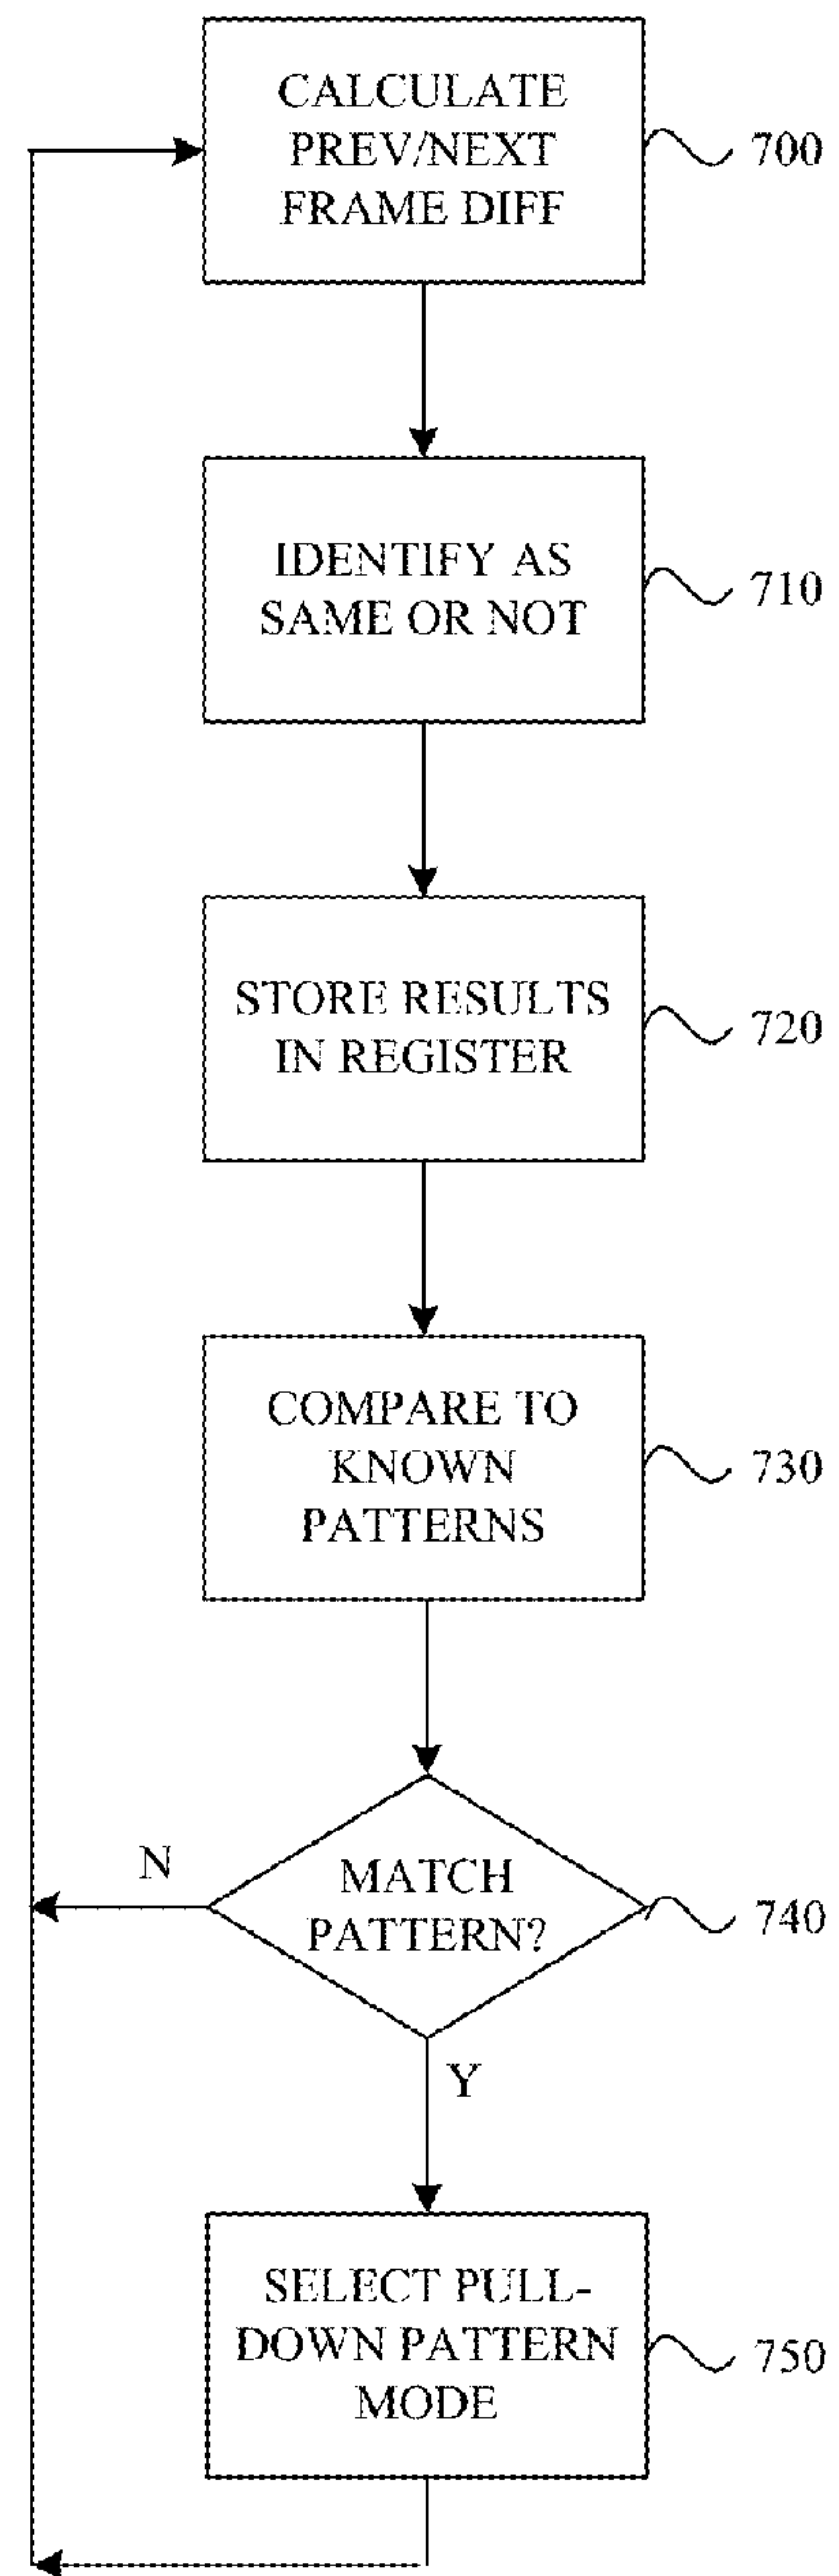 CALCULATE
PREV/NEXT
FRAME DIFF
700
IDENTIFY AS
SAME OR NOT
710
STORE RESULTS
IN REGISTER
720
COMPARE TO
KNOWN
PATTERNS
730
N
MATCH
PATTERN?
740
Y
SELECT PULL-
DOWN PATTERN
MODE
750